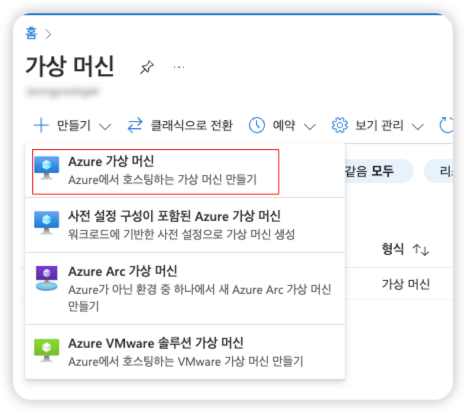 홈 >
가상 머신 ...
+ 만들기 클래식으로 전환 예약 보기 관리
Azure 가상 머신
Azure에서 호스팅하는 가상 머신 만들기
같음 모두
리
사전 설정 구성이 포함된 Azure 가상 머신
워크로드에 기반한 사전 설정으로 가상 머신 생성
형식 ↑↓
Azure Arc 가상 머신
Azure가 아닌 환경 중 하나에서 새 Azure Arc 가상 머신
만들기
가상 머신
Azure VMware 솔루션 가상 머신
Azure에서 호스팅하는 VMware 가상 머신 만들기